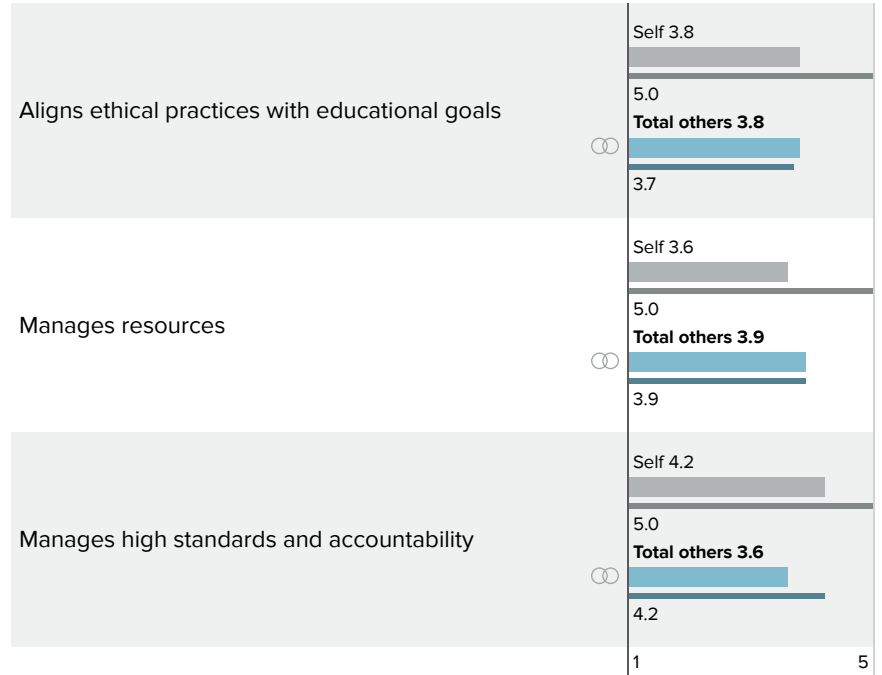 Self 3.8
Aligns ethical practices with educational goals
5.0
Total others 3.8
3.7
Self 3.6
Manages resources
5.0
Total others 3.9
3.9
Self 4.2
Manages high standards and accountability
5.0
Total others 3.6
4.2
1 5